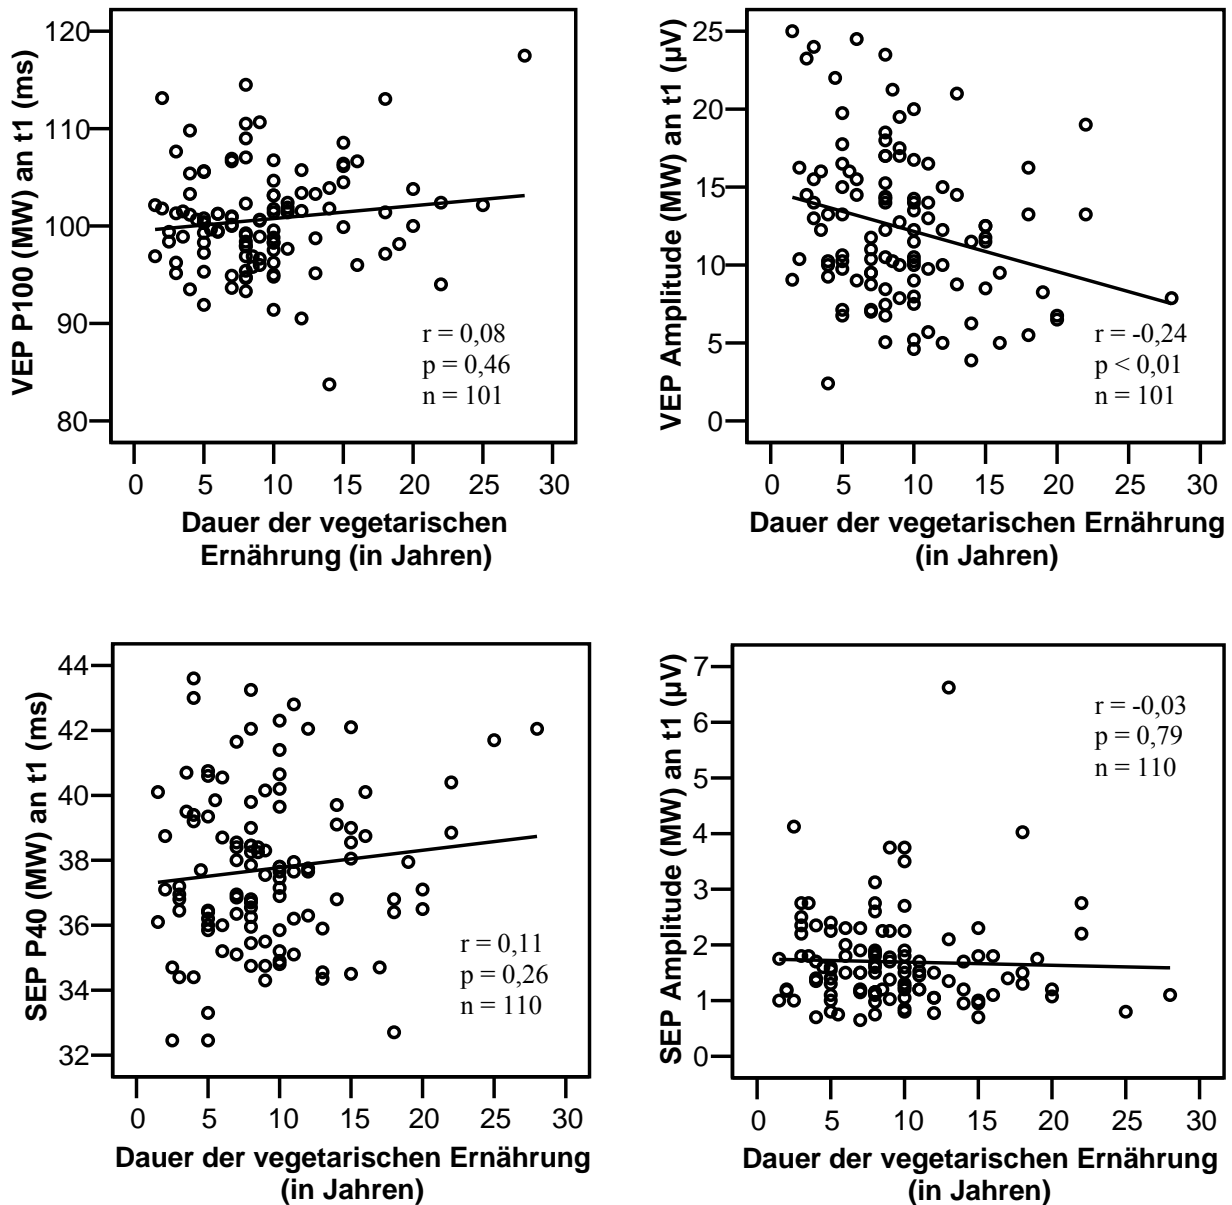 VEP P100 (MW) an t1 (ms)
120
110
100
90
80
r = 0,08
p = 0,46
n = 101
0 5 10 15 20 25 30
Dauer der vegetarischen
Ernährung (in Jahren)
VEP Amplitude (MW) an t1 (µV)
25
20
15
10
5
0
r = -0,24
p < 0,01
n = 101
0 5 10 15 20 25 30
Dauer der vegetarischen Ernährung
(in Jahren)
SEP P40 (MW) an t1 (ms)
44
42
40
38
36
34
32
r = 0,11
p = 0,26
n = 110
0 5 10 15 20 25 30
Dauer der vegetarischen Ernährung
(in Jahren)
SEP Amplitude (MW) an t1 (µV)
7
6
5
4
3
2
1
0
r = -0,03
p = 0,79
n = 110
0 5 10 15 20 25 30
Dauer der vegetarischen Ernährung
(in Jahren)